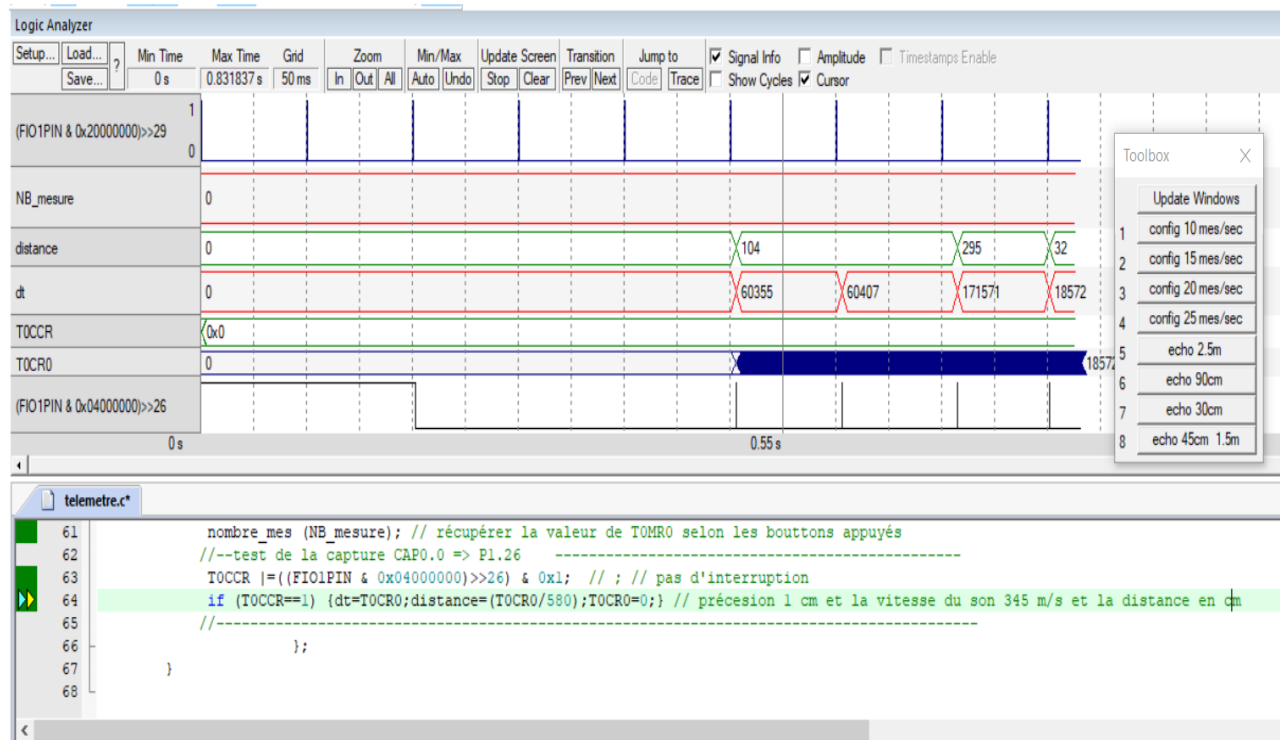 Logic Analyzer
Setup... Load... ? Min Time Max Time Grid Zoom Min/Max Update Screen Transition Jump to Signal Info Amplitude Timestamps Enable
Save... 0 s 0.831837 s 50 ms In Out All Auto Undo Stop Clear Prev Next Code Trace Show Cycles Cursor
1
(FIO1PIN & 0x20000000)>>29
0
NB_mesure 0
distance 0 104 295 32
dt 0 60355 60407 171571 18572
T0CCR 0x0
T0CR0 0 18572
(FIO1PIN & 0x04000000)>>26
0 s 0.55 s
Toolbox X
Update Windows
1 config 10 mes/sec
2 config 15 mes/sec
3 config 20 mes/sec
4 config 25 mes/sec
5 echo 2.5m
6 echo 90cm
7 echo 30cm
8 echo 45cm 1.5m
telemetre.c*
61 nombre_mes (NB_mesure); // récupérer la valeur de T0MR0 selon les bouttons appuyés
62 //--test de la capture CAP0.0 => P1.26 ------------------------------------------------
63 T0CCR |=((FIO1PIN & 0x04000000)>>26) & 0x1; // ; // pas d'interruption
64 if (T0CCR==1) {dt=T0CR0;distance=(T0CR0/580);T0CR0=0;} // précesion 1 cm et la vitesse du son 345 m/s et la distance en cm
65 //------------------------------------------------------------------------------------------
66 };
67 }
68